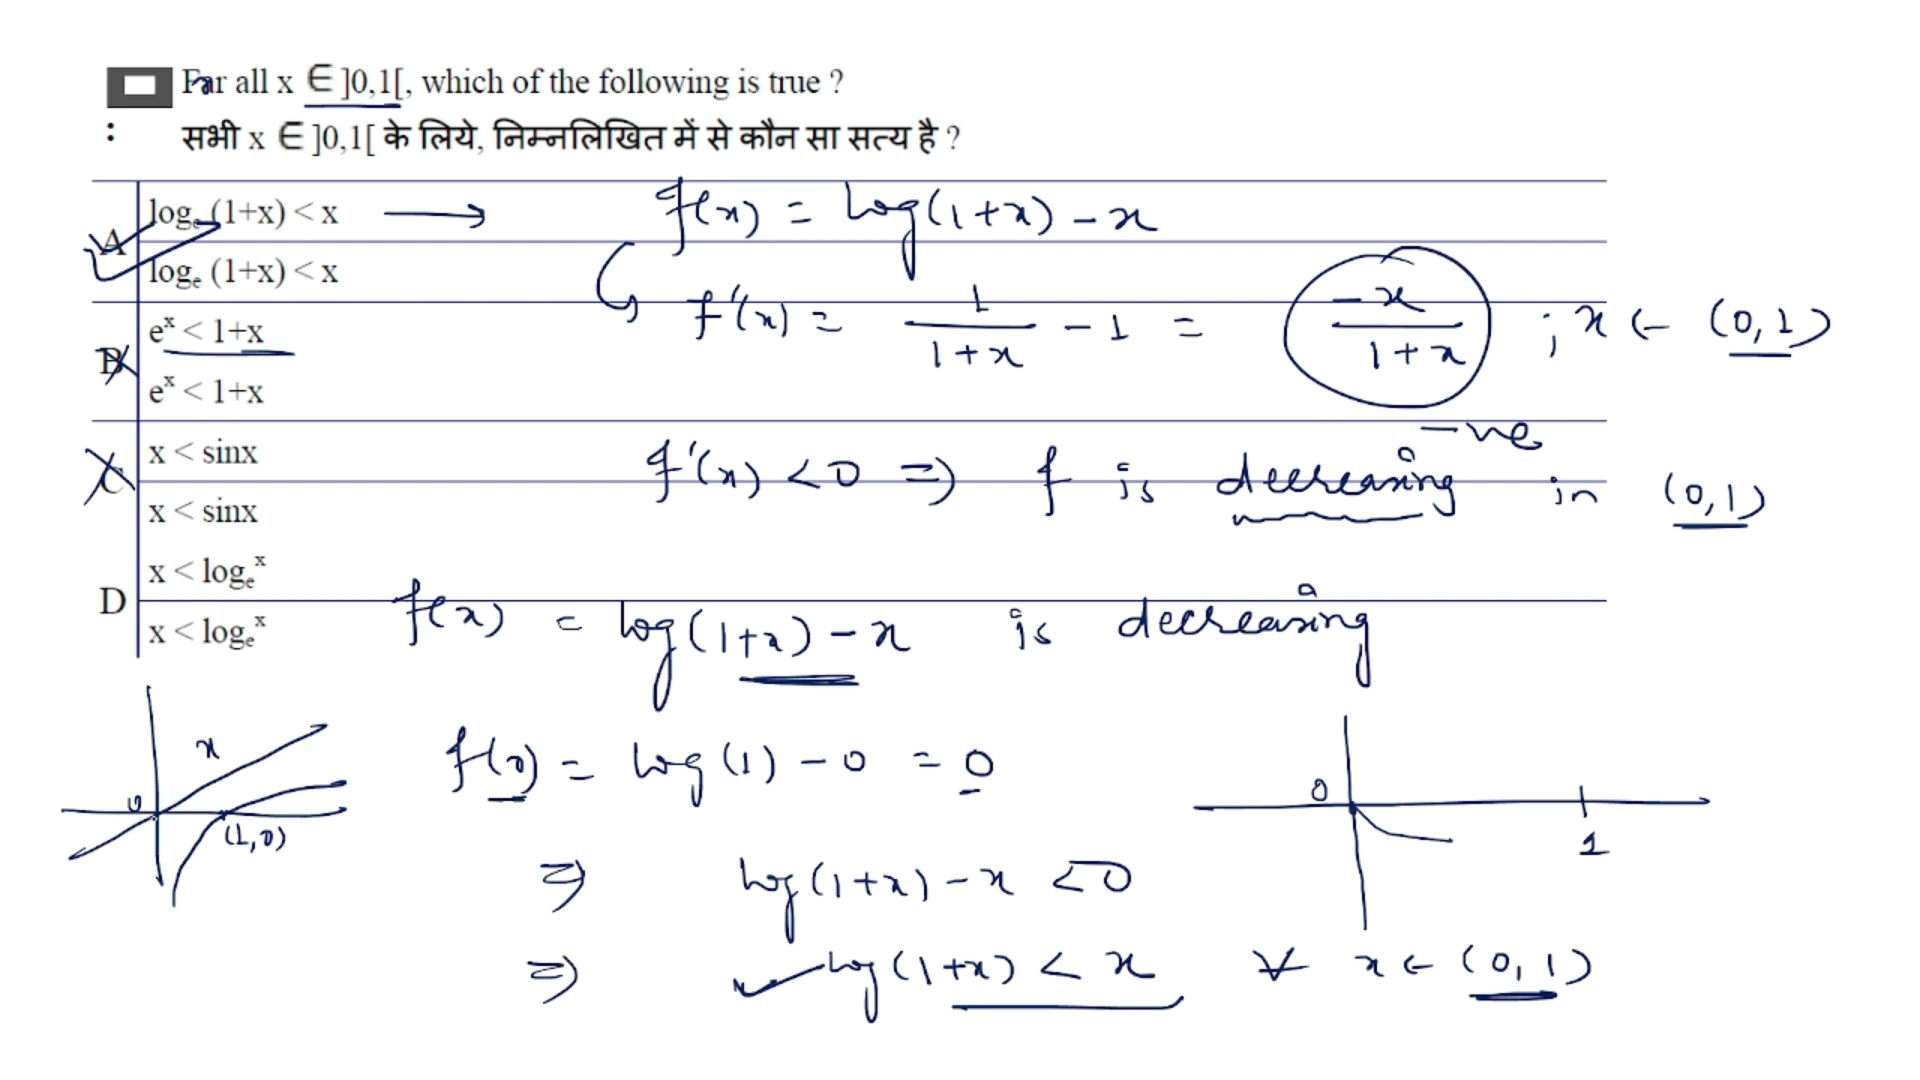 For all x ∈ ]0,1[, which of the following is true ?
: सभी x ∈ ]0,1[ के लिये, निम्नलिखित में से कौन सा सत्य है ?
A
log_e (1+x) < x
log_e (1+x) < x
f(x) = log(1+x) - x
f'(x) = 1/(1+x) - 1 = -x/(1+x) ; x ∈ (0,1)
-ve
B
e^x < 1+x
e^x < 1+x
C
x < sinx
x < sinx
f'(x) < 0 ⇒ f is decreasing in (0,1)
D
x < log_e^x
x < log_e^x
f(x) = log(1+x) - x is decreasing
x
0
(1,0)
f(0) = log(1) - 0 = 0
0
1
⇒ log(1+x) - x < 0
⇒ log(1+x) < x ∀ x ∈ (0,1)